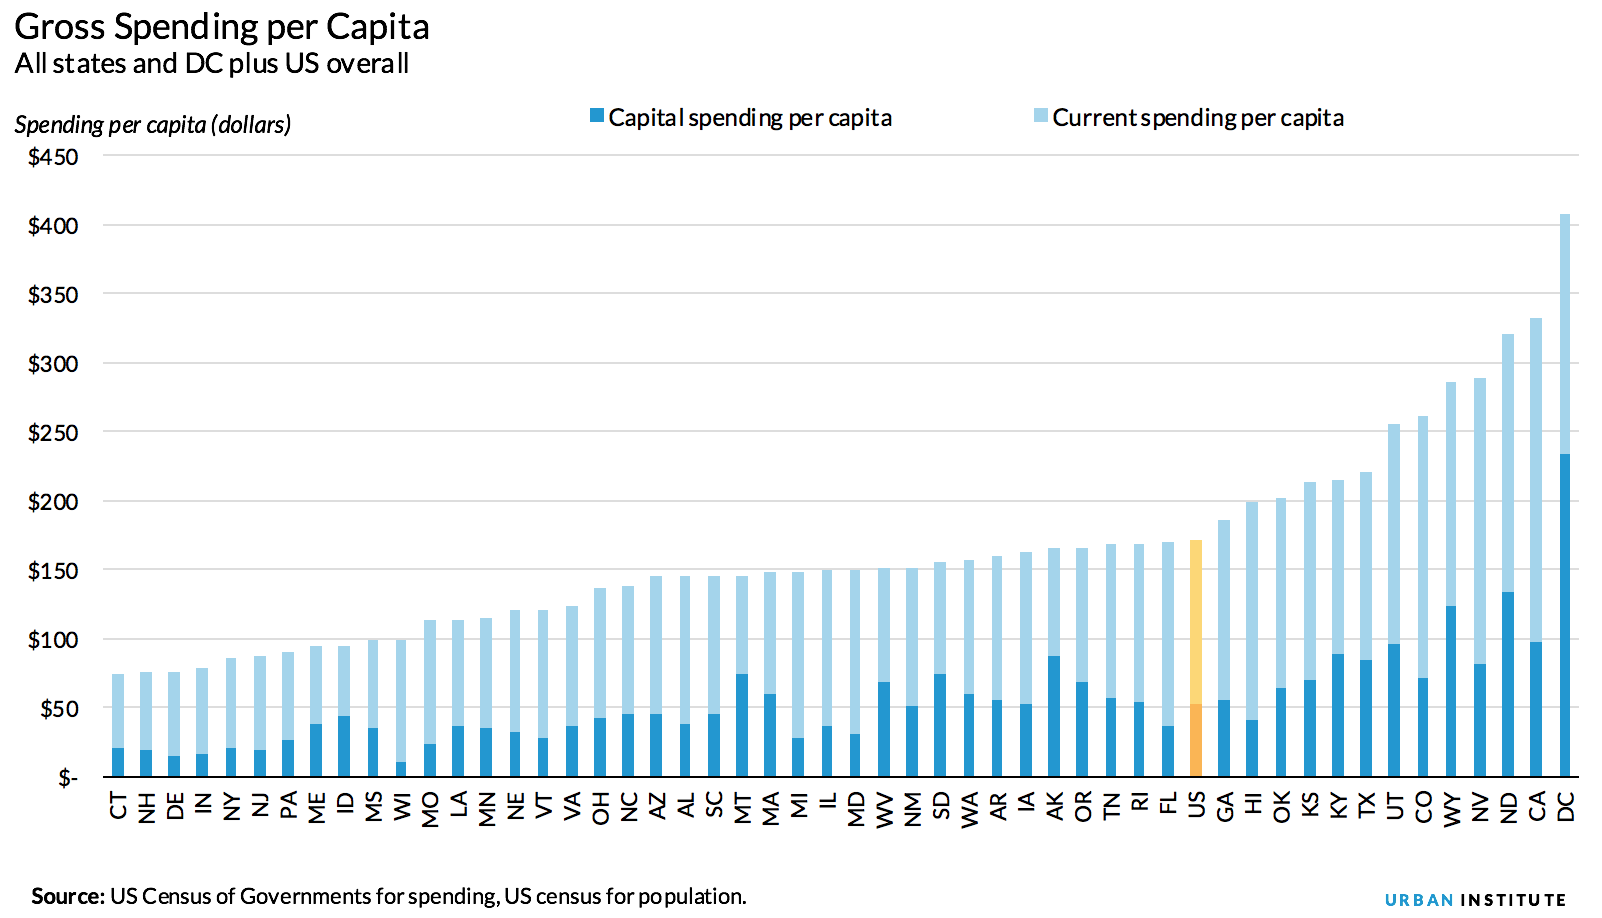 Gross Spending per Capita
All states and DC plus US overall
Spending per capita (dollars)
Capital spending per capita
Current spending per capita
$450
$400
$350
$300
$250
$200
$150
$100
$50
$-
CT NH DE IN NY NJ PA ME ID MS WI MO LA MN NE VT VA OH NC AZ AL SC MT MA MI IL MD WV NM SD WA AR IA AK OR TN RI FL US GA HI OK KS KY TX UT CO WY NV ND CA DC
Source: US Census of Governments for spending, US census for population.
URBAN INSTITUTE